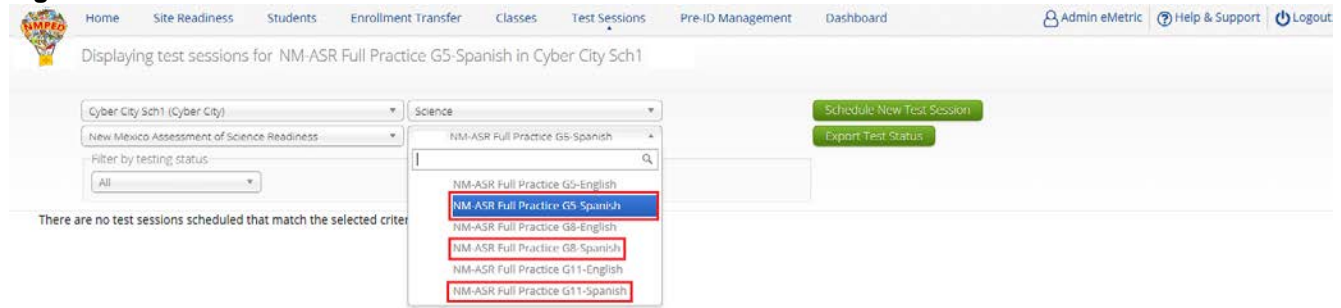 NMPED
Home Site Readiness Students Enrollment Transfer Classes Test Sessions Pre-ID Management Dashboard Admin eMetric Help & Support Logout
Displaying test sessions for NM-ASR Full Practice G5-Spanish in Cyber City Sch1
Cyber City Sch1 (Cyber City) Science Schedule New Test Session
New Mexico Assessment of Science Readiness NM-ASR Full Practice G5-Spanish Export Test Status
Filter by testing status
All
NM-ASR Full Practice G5-English
NM-ASR Full Practice G5-Spanish
There are no test sessions scheduled that match the selected criter
NM-ASR Full Practice G8-English
NM-ASR Full Practice G8-Spanish
NM-ASR Full Practice G11-English
NM-ASR Full Practice G11-Spanish